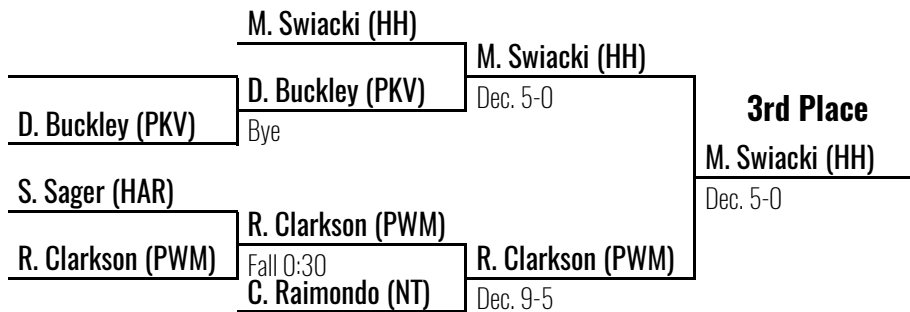 M. Swiacki (HH)
M. Swiacki (HH)
D. Buckley (PKV)
Dec. 5-0
3rd Place
D. Buckley (PKV)
Bye
M. Swiacki (HH)
S. Sager (HAR)
Dec. 5-0
R. Clarkson (PWM)
R. Clarkson (PWM)
Fall 0:30
R. Clarkson (PWM)
C. Raimondo (NT)
Dec. 9-5